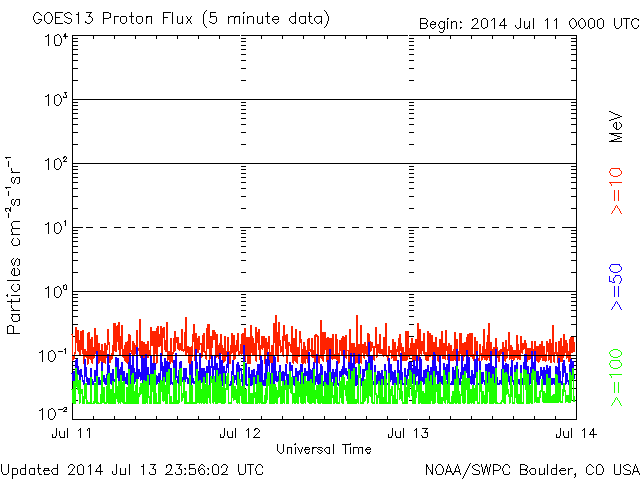 GOES13 Proton Flux (5 minute data)
Begin: 2014 Jul 11 0000 UTC
Particles cm⁻²s⁻¹sr⁻¹
10⁴
10³
10²
10¹
10⁰
10⁻¹
10⁻²
Jul 11
Jul 12
Jul 13
Jul 14
Universal Time
MeV
>=10
>=50
>=100
Updated 2014 Jul 13 23:56:02 UTC
NOAA/SWPC Boulder, CO USA